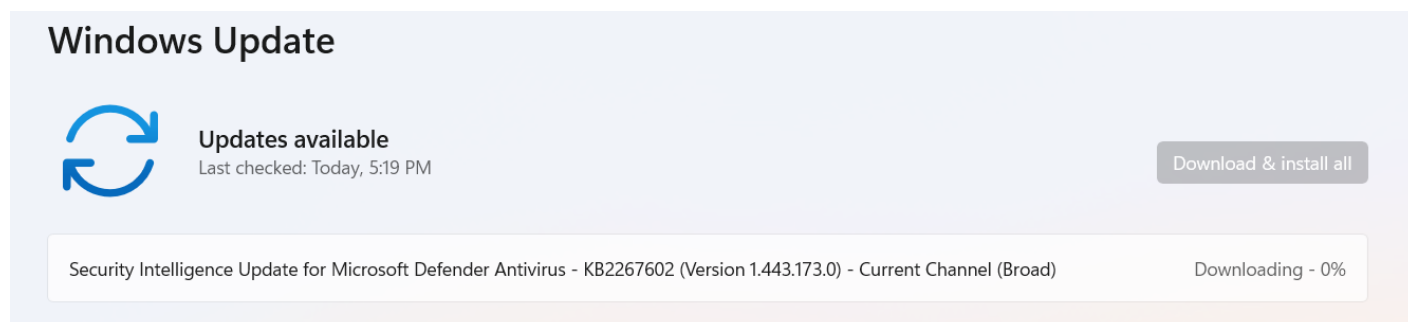 Windows Update
Updates available
Last checked: Today, 5:19 PM
Download & install all
Security Intelligence Update for Microsoft Defender Antivirus - KB2267602 (Version 1.443.173.0) - Current Channel (Broad)
Downloading - 0%